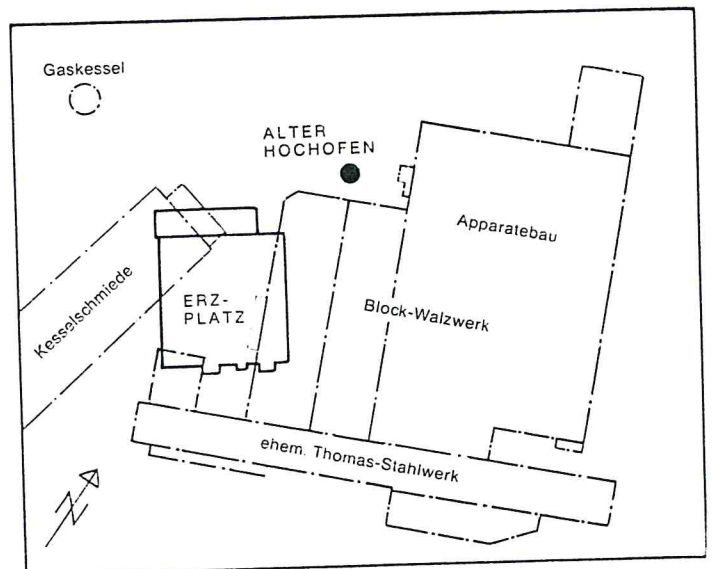 Gaskessel
ALTER
HOCHOFEN
Apparatebau
Kesselschmiede
ERZ-
PLATZ
Block-Walzwerk
ehem. Thomas-Stahlwerk
N